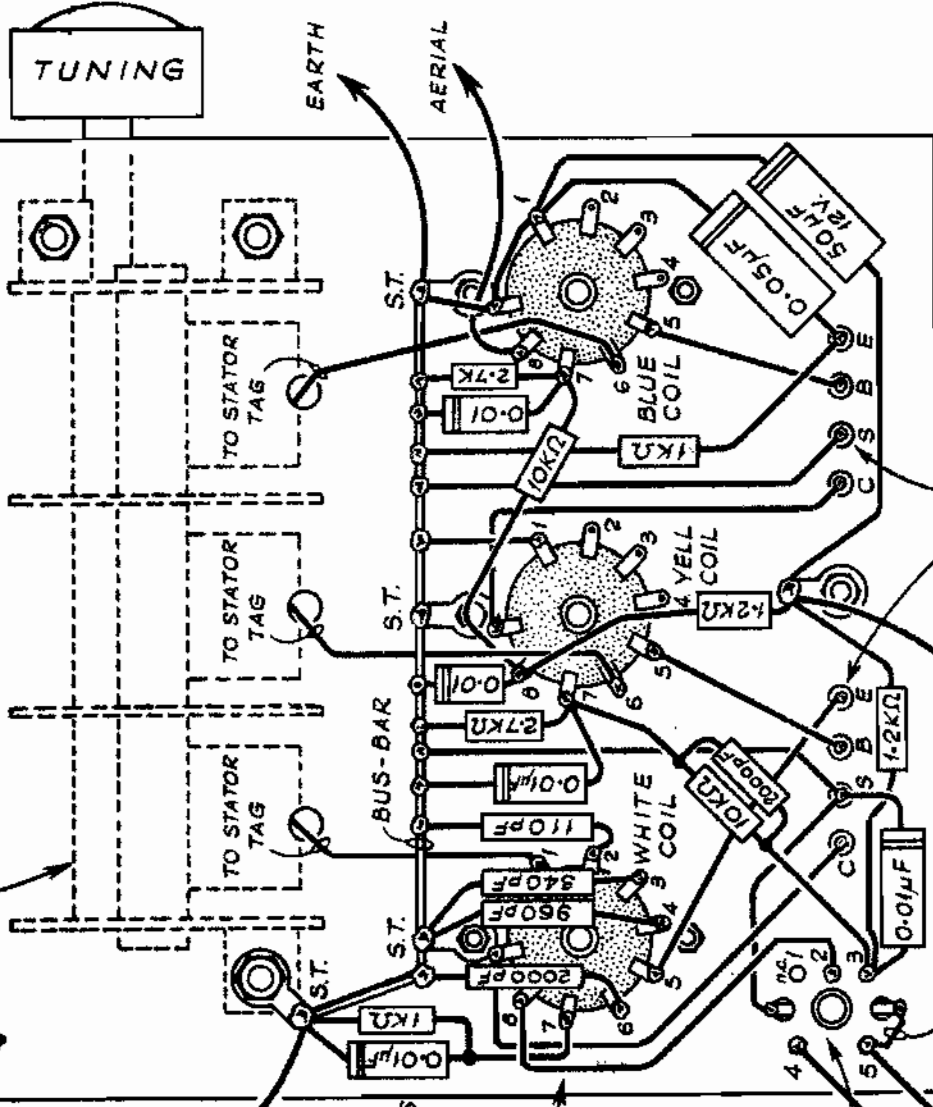 TUNING
EARTH
AERIAL
S.T.
1
2
3
4
5
6
7
8
BLUE
COIL
50µF
12V.
0.05µF
TO STATOR
TAG
2.7K
0.01
10KΩ
1KΩ
E
B
S
C
TO STATOR
TAG
S.T.
1
2
3
4
5
6
7
8
YELL
COIL
1·2KΩ
0.01
2.7KΩ
0.01µF
BUS-BAR
TO STATOR
TAG
110pF
340pF
960pF
2000pF
1
2
3
4
5
6
7
8
WHITE
COIL
2000pF
10KΩ
E
B
S
C
1·2KΩ
0.01µF
S.T.
S.T.
1KΩ
0.01µF
n.c.
1
2
3
4
5
S